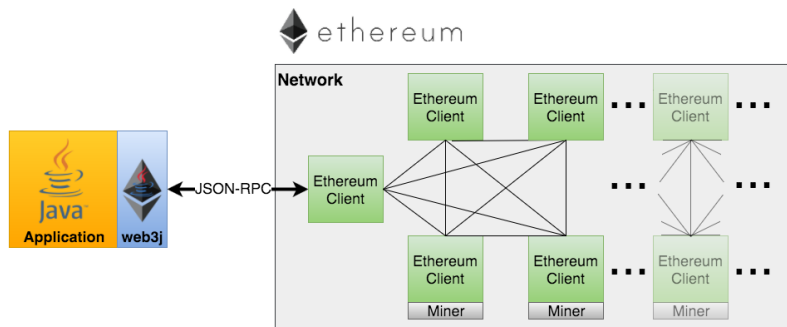 ethereum
Network
Ethereum
Client
Ethereum
Client
Ethereum
Client
Java™
Application
web3j
JSON-RPC
Ethereum
Client
Ethereum
Client
Miner
Ethereum
Client
Miner
Ethereum
Client
Miner